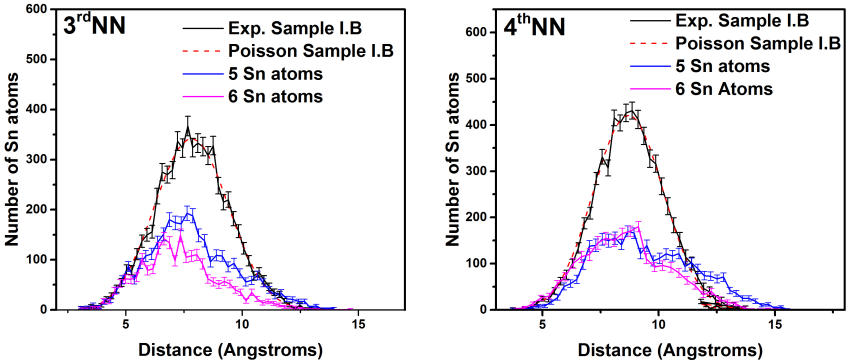 3rdNN
Exp. Sample I.B
Poisson Sample I.B
5 Sn atoms
6 Sn atoms
600
500
400
300
200
100
0
Number of Sn atoms
5
10
15
Distance (Angstroms)
4thNN
Exp. Sample I.B
Poisson Sample I.B
5 Sn atoms
6 Sn Atoms
600
500
400
300
200
100
0
Number of Sn atoms
5
10
15
Distance (Angstroms)